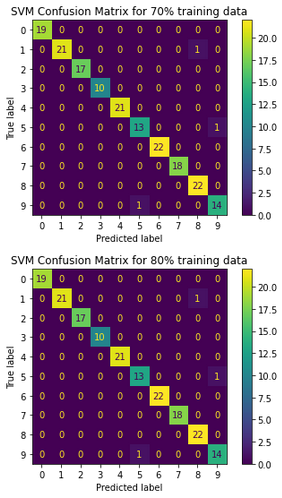 SVM Confusion Matrix for 70% training data
True label
0 19 0 0 0 0 0 0 0 0 0
1 0 21 0 0 0 0 0 0 1 0
2 0 0 17 0 0 0 0 0 0 0
3 0 0 0 10 0 0 0 0 0 0
4 0 0 0 0 21 0 0 0 0 0
5 0 0 0 0 0 13 0 0 0 1
6 0 0 0 0 0 0 22 0 0 0
7 0 0 0 0 0 0 0 18 0 0
8 0 0 0 0 0 0 0 0 22 0
9 0 0 0 0 0 1 0 0 0 14
0 1 2 3 4 5 6 7 8 9
Predicted label
20.0
17.5
15.0
12.5
10.0
7.5
5.0
2.5
0.0
SVM Confusion Matrix for 80% training data
True label
0 19 0 0 0 0 0 0 0 0 0
1 0 21 0 0 0 0 0 0 1 0
2 0 0 17 0 0 0 0 0 0 0
3 0 0 0 10 0 0 0 0 0 0
4 0 0 0 0 21 0 0 0 0 0
5 0 0 0 0 0 13 0 0 0 1
6 0 0 0 0 0 0 22 0 0 0
7 0 0 0 0 0 0 0 18 0 0
8 0 0 0 0 0 0 0 0 22 0
9 0 0 0 0 0 1 0 0 0 14
0 1 2 3 4 5 6 7 8 9
Predicted label
20.0
17.5
15.0
12.5
10.0
7.5
5.0
2.5
0.0